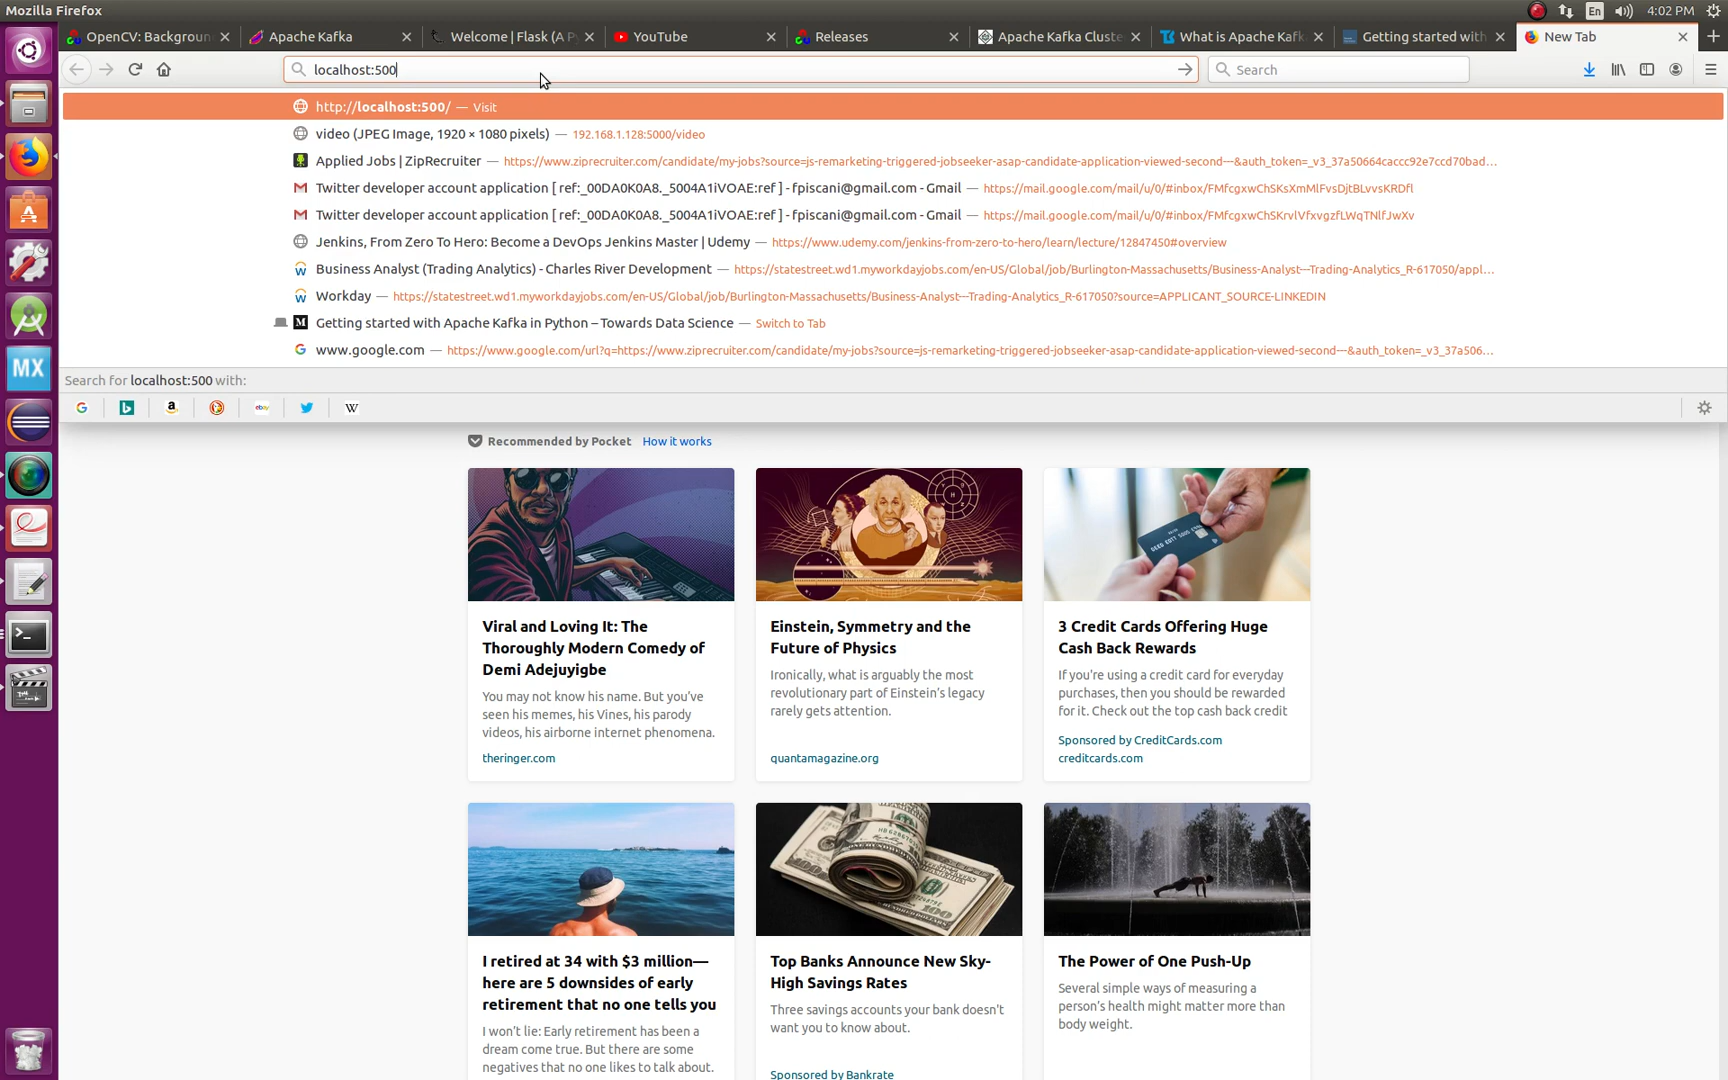 Mozilla Firefox
En
4:02 PM
OpenCV: Backgroun
Apache Kafka
Welcome | Flask (A P
YouTube
Releases
Apache Kafka Cluste
What is Apache Kafk
Getting started with
New Tab
localhost:500
Search
http://localhost:500/ — Visit
video (JPEG Image, 1920 × 1080 pixels) — 192.168.1.128:5000/video
Applied Jobs | ZipRecruiter — https://www.ziprecruiter.com/candidate/my-jobs?source=js-remarketing-triggered-jobseeker-asap-candidate-application-viewed-second---&auth_token=_v3_37a50664caccc92e7ccd70bad...
Twitter developer account application [ ref:_00DA0K0A8._5004A1iVOAE:ref ] - fpiscani@gmail.com - Gmail — https://mail.google.com/mail/u/0/#inbox/FMfcgxwChSKsXmMlFvsDjtBLvvsKRDfl
Twitter developer account application [ ref:_00DA0K0A8._5004A1iVOAE:ref ] - fpiscani@gmail.com - Gmail — https://mail.google.com/mail/u/0/#inbox/FMfcgxwChSKrvlVfxvgzfLWqTNlfJwXv
Jenkins, From Zero To Hero: Become a DevOps Jenkins Master | Udemy — https://www.udemy.com/jenkins-from-zero-to-hero/learn/lecture/12847450#overview
Business Analyst (Trading Analytics) - Charles River Development — https://statestreet.wd1.myworkdayjobs.com/en-US/Global/job/Burlington-Massachusetts/Business-Analyst---Trading-Analytics_R-617050/appl...
Workday — https://statestreet.wd1.myworkdayjobs.com/en-US/Global/job/Burlington-Massachusetts/Business-Analyst---Trading-Analytics_R-617050?source=APPLICANT_SOURCE-LINKEDIN
Getting started with Apache Kafka in Python – Towards Data Science — Switch to Tab
www.google.com — https://www.google.com/url?q=https://www.ziprecruiter.com/candidate/my-jobs?source=js-remarketing-triggered-jobseeker-asap-candidate-application-viewed-second---&auth_token=_v3_37a506...
Search for localhost:500 with:
ebay
W
MX
Recommended by Pocket How it works
Viral and Loving It: The
Thoroughly Modern Comedy of
Demi Adejuyigbe
You may not know his name. But you've
seen his memes, his Vines, his parody
videos, his airborne internet phenomena.
theringer.com
Einstein, Symmetry and the
Future of Physics
Ironically, what is arguably the most
revolutionary part of Einstein's legacy
rarely gets attention.
quantamagazine.org
3 Credit Cards Offering Huge
Cash Back Rewards
If you're using a credit card for everyday
purchases, then you should be rewarded
for it. Check out the top cash back credit
Sponsored by CreditCards.com
creditcards.com
I retired at 34 with $3 million—
here are 5 downsides of early
retirement that no one tells you
I won't lie: Early retirement has been a
dream come true. But there are some
negatives that no one likes to talk about.
Top Banks Announce New Sky-
High Savings Rates
Three savings accounts your bank doesn't
want you to know about.
Sponsored by Bankrate
The Power of One Push-Up
Several simple ways of measuring a
person's health might matter more than
body weight.